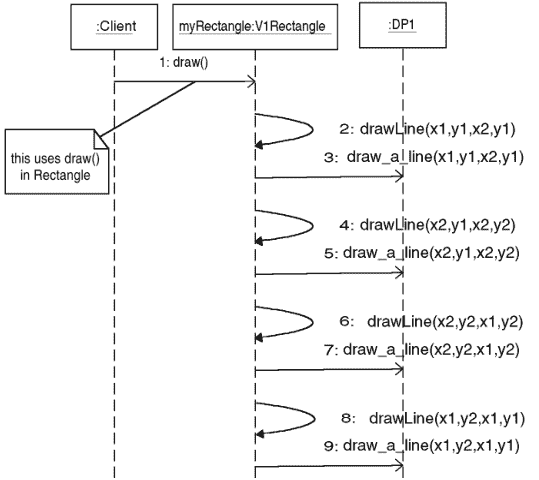 :Client
myRectangle:V1Rectangle
:DP1
1: draw()
this uses draw()
in Rectangle
2: drawLine(x1,y1,x2,y1)
3: draw_a_line(x1,y1,x2,y1)
4: drawLine(x2,y1,x2,y2)
5: draw_a_line(x2,y1,x2,y2)
6: drawLine(x2,y2,x1,y2)
7: draw_a_line(x2,y2,x1,y2)
8: drawLine(x1,y2,x1,y1)
9: draw_a_line(x1,y2,x1,y1)